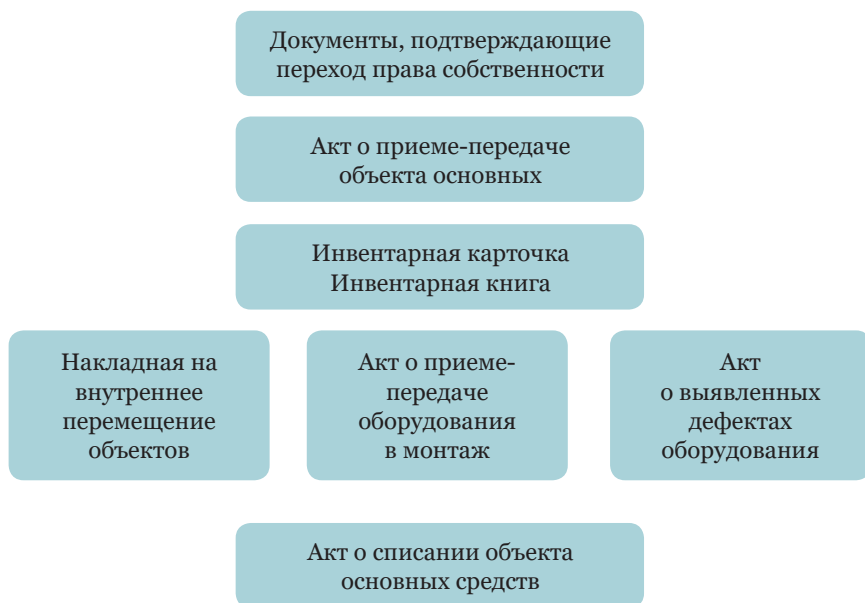 Документы, подтверждающие
переход права собственности
Акт о приеме-передаче
объекта основных
Инвентарная карточка
Инвентарная книга
Накладная на
внутреннее
перемещение
объектов
Акт о приеме-
передаче
оборудования
в монтаж
Акт
о выявленных
дефектах
оборудования
Акт о списании объекта
основных средств